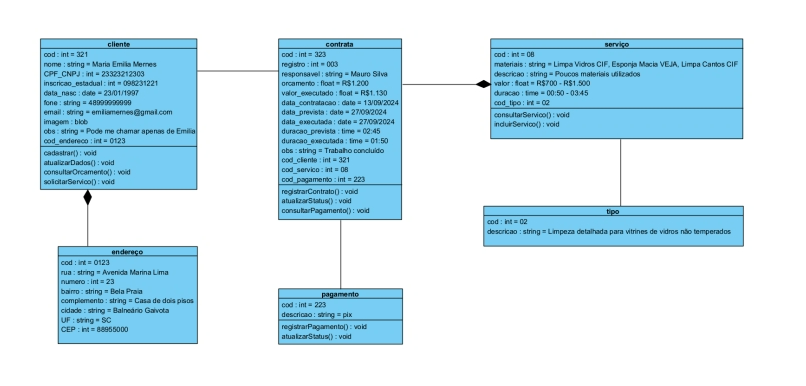 cliente
cod : int = 321
nome : string = Maria Emilia Memes
CPF_CNPJ : int = 23323212303
inscricao_estadual : int = 098231221
data_nasc : date = 23/01/1997
fone : string = 48999999999
email : string = emiliamemes@gmail.com
imagem : blob
obs : string = Pode me chamar apenas de Emilia
cod_endereco : int = 0123
cadastrar() : void
atualizarDados() : void
consultarOrcamento() : void
solicitarServico() : void
contrata
cod : int = 323
registro : int = 003
responsavel : string = Mauro Silva
orcamento : float = R$1.200
valor_executado : float = R$1.130
data_contratacao : date = 13/09/2024
data_prevista : date = 27/09/2024
data_executada : date = 27/09/2024
duracao_prevista : time = 02:45
duracao_executada : time = 01:50
obs : string = Trabalho concluído
cod_cliente : int = 321
cod_servico : int = 08
cod_pagamento : int = 223
registrarContrato() : void
atualizarStatus() : void
consultarPagamento() : void
serviço
cod : int = 08
materiais : string = Limpa Vidros CIF, Esponja Macia VEJA, Limpa Cantos CIF
descricao : string = Poucos materiais utilizados
valor : float = R$700 - R$1.500
duracao : time = 00:50 - 03:45
cod_tipo : int = 02
consultarServico() : void
incluirServico() : void
tipo
cod : int = 02
descricao : string = Limpeza detalhada para vitrines de vidros não temperados
endereço
cod : int = 0123
rua : string = Avenida Marina Lima
numero : int = 23
bairro : string = Bela Praia
complemento : string = Casa de dois pisos
cidade : string = Balneário Gaivota
UF : string = SC
CEP : int = 88955000
pagamento
cod : int = 223
descricao : string = pix
registrarPagamento() : void
atualizarStatus() : void